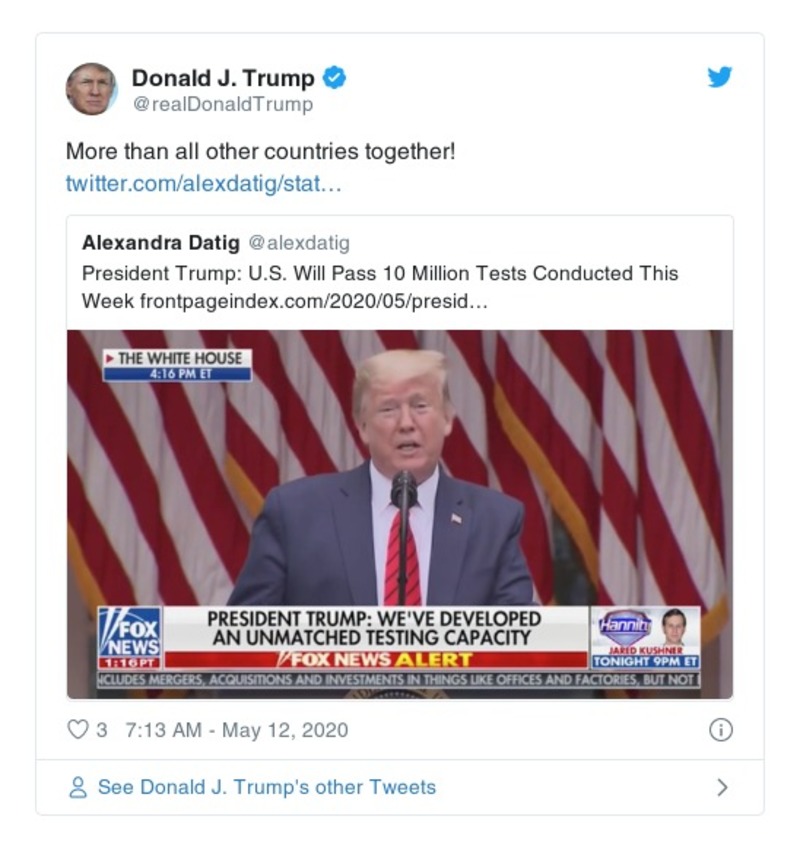 Donald J. Trump
@realDonaldTrump
More than all other countries together!
twitter.com/alexdatig/stat…
Alexandra Datig @alexdatig
President Trump: U.S. Will Pass 10 Million Tests Conducted This
Week frontpageindex.com/2020/05/presid…
THE WHITE HOUSE
4:16 PM ET
PRESIDENT TRUMP: WE'VE DEVELOPED
AN UNMATCHED TESTING CAPACITY
FOX NEWS ALERT
FOX
NEWS
1:16PT
Hannity
JARED KUSHNER
TONIGHT 9PM ET
NCLUDES MERGERS, ACQUISITIONS AND INVESTMENTS IN THINGS LIKE OFFICES AND FACTORIES, BUT NOT
3 7:13 AM - May 12, 2020
See Donald J. Trump's other Tweets